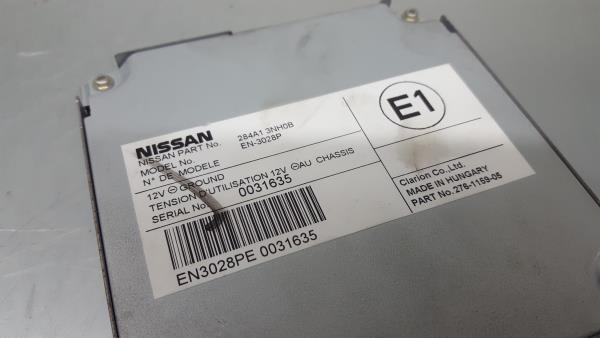 NISSAN
NISSAN PART No. 284A1 3NH0B
MODEL No. EN-3028P
N° DE MODELE
12V ⊖ GROUND
TENSION D'UTILISATION 12V ⊖AU CHASSIS
SERIAL No. 0031635
EN3028PE 0031635
E1
Clarion Co., Ltd.
MADE IN HUNGARY
PART No. 276-1159-05